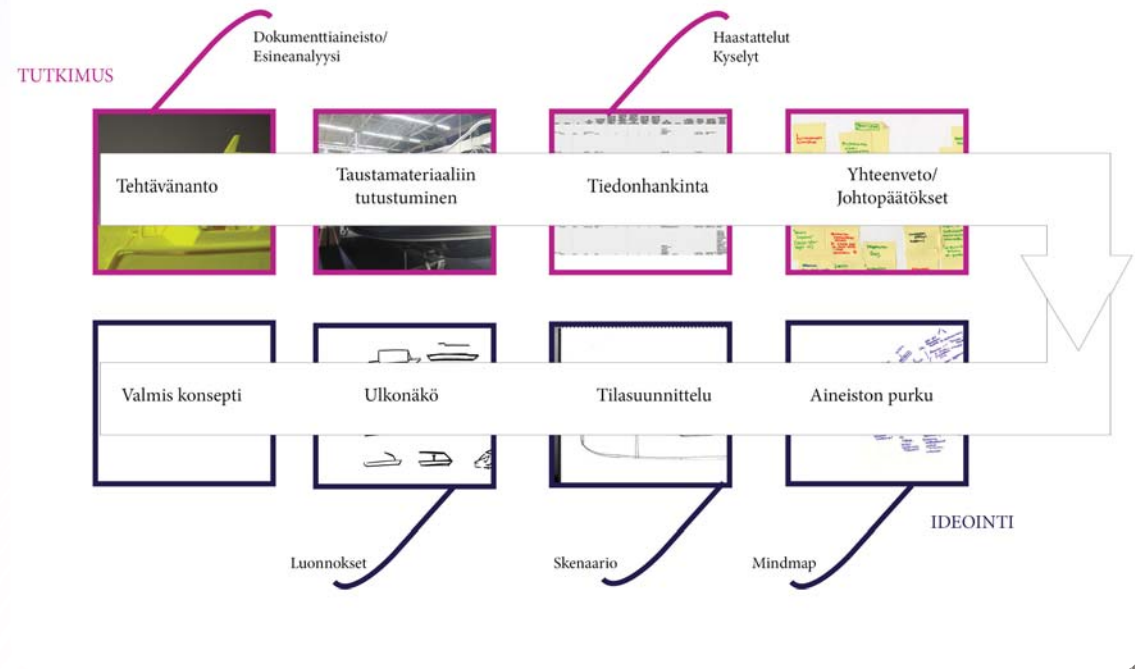 Dokumenttiaineisto/
Esineanalyysi
Haastattelut
Kyselyt
TUTKIMUS
Tehtävänanto
Taustamateriaaliin
tutustuminen
Tiedonhankinta
Yhteenveto/
Johtopäätökset
Valmis konsepti
Ulkonäkö
Tilasuunnittelu
Aineiston purku
IDEOINTI
Luonnokset
Skenaario
Mindmap